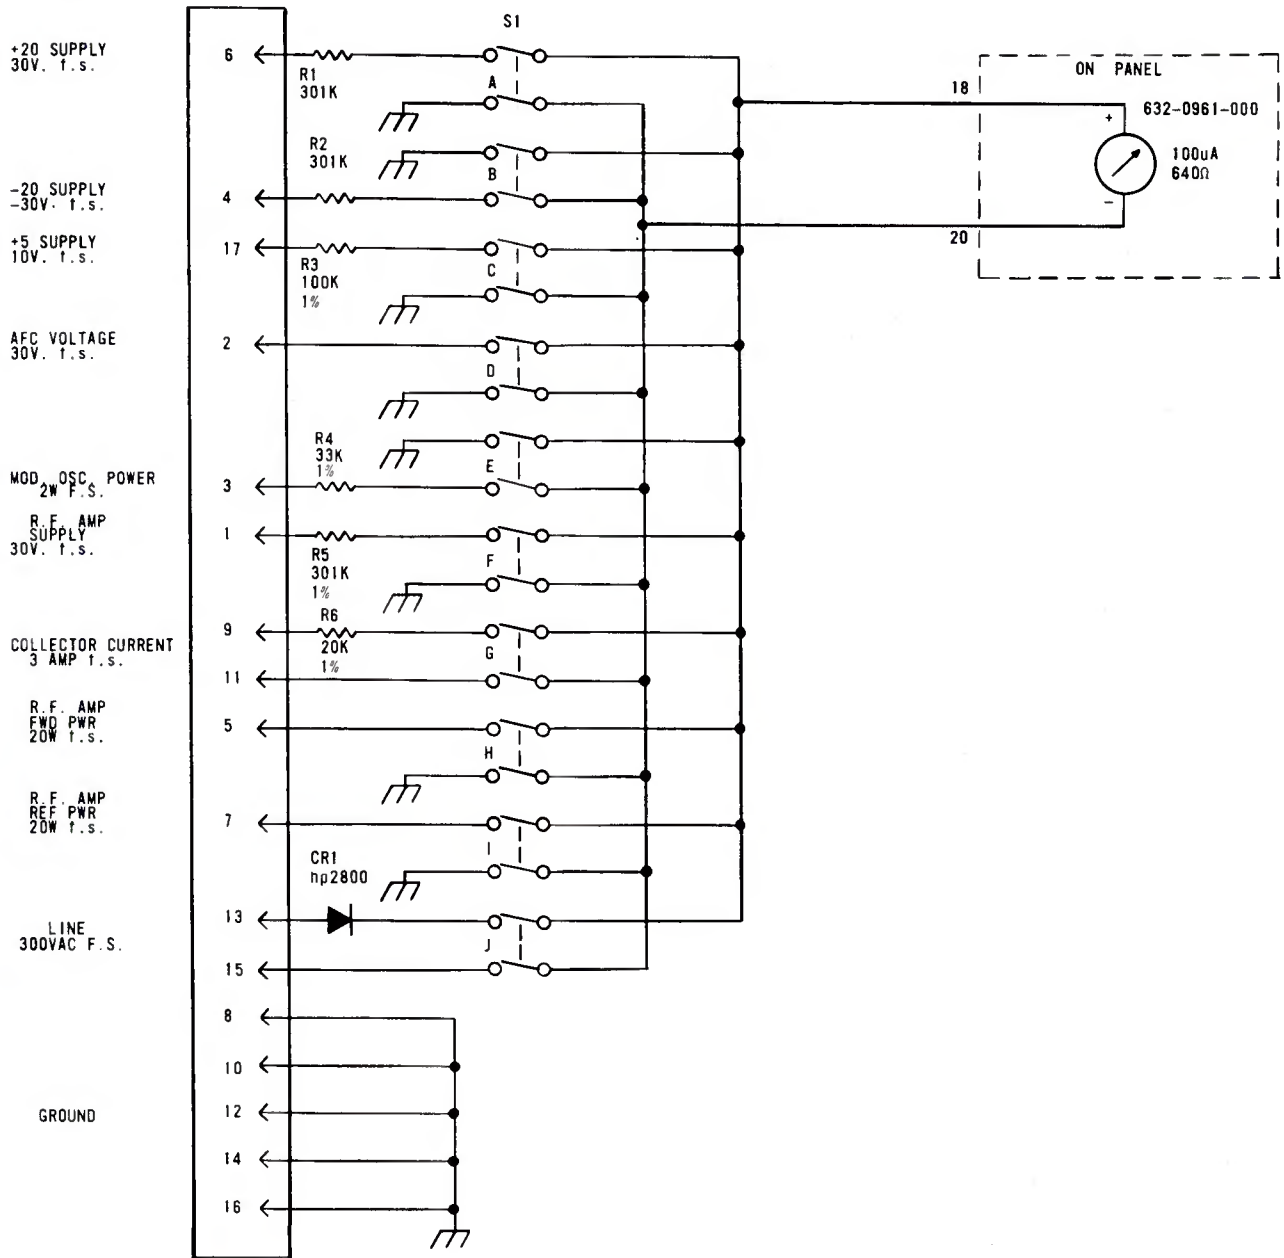 S1
+20 SUPPLY
30V. f.s.
6
R1
301K
A
R2
301K
B
-20 SUPPLY
-30V. f.s.
4
+5 SUPPLY
10V. f.s.
17
R3
100K
1%
C
AFC VOLTAGE
30V. f.s.
2
D
R4
33K
1%
E
MOD. OSC. POWER
2W F.S.
3
R.F. AMP
SUPPLY
30V. f.s.
1
R5
301K
1%
F
R6
20K
1%
9
G
COLLECTOR CURRENT
3 AMP f.s.
11
R.F. AMP
FWD PWR
20W f.s.
5
H
R.F. AMP
REF PWR
20W f.s.
7
I
CR1
hp2800
13
LINE
300VAC F.S.
J
15
8
10
GROUND
12
14
16
ON PANEL
18
632-0961-000
+
100uA
640Ω
-
20